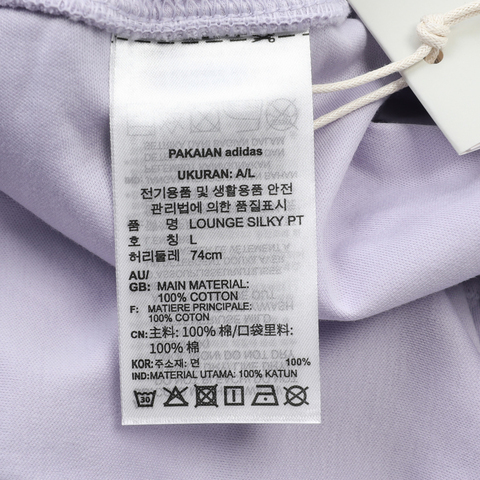 PAKAIAN adidas
UKURAN: A/L
전기용품 및 생활용품 안전
관리법에 의한 품질표시
품 명 LOUNGE SILKY PT
호 칭 L
허리둘레 74cm
AU/
GB: MAIN MATERIAL:
100% COTTON
F: MATIERE PRINCIPALE:
100% COTON
CN: 主料: 100% 棉/口袋里料:
100% 棉
KOR: 주소재: 면 100%
IND: MATERIAL UTAMA: 100% KATUN
30